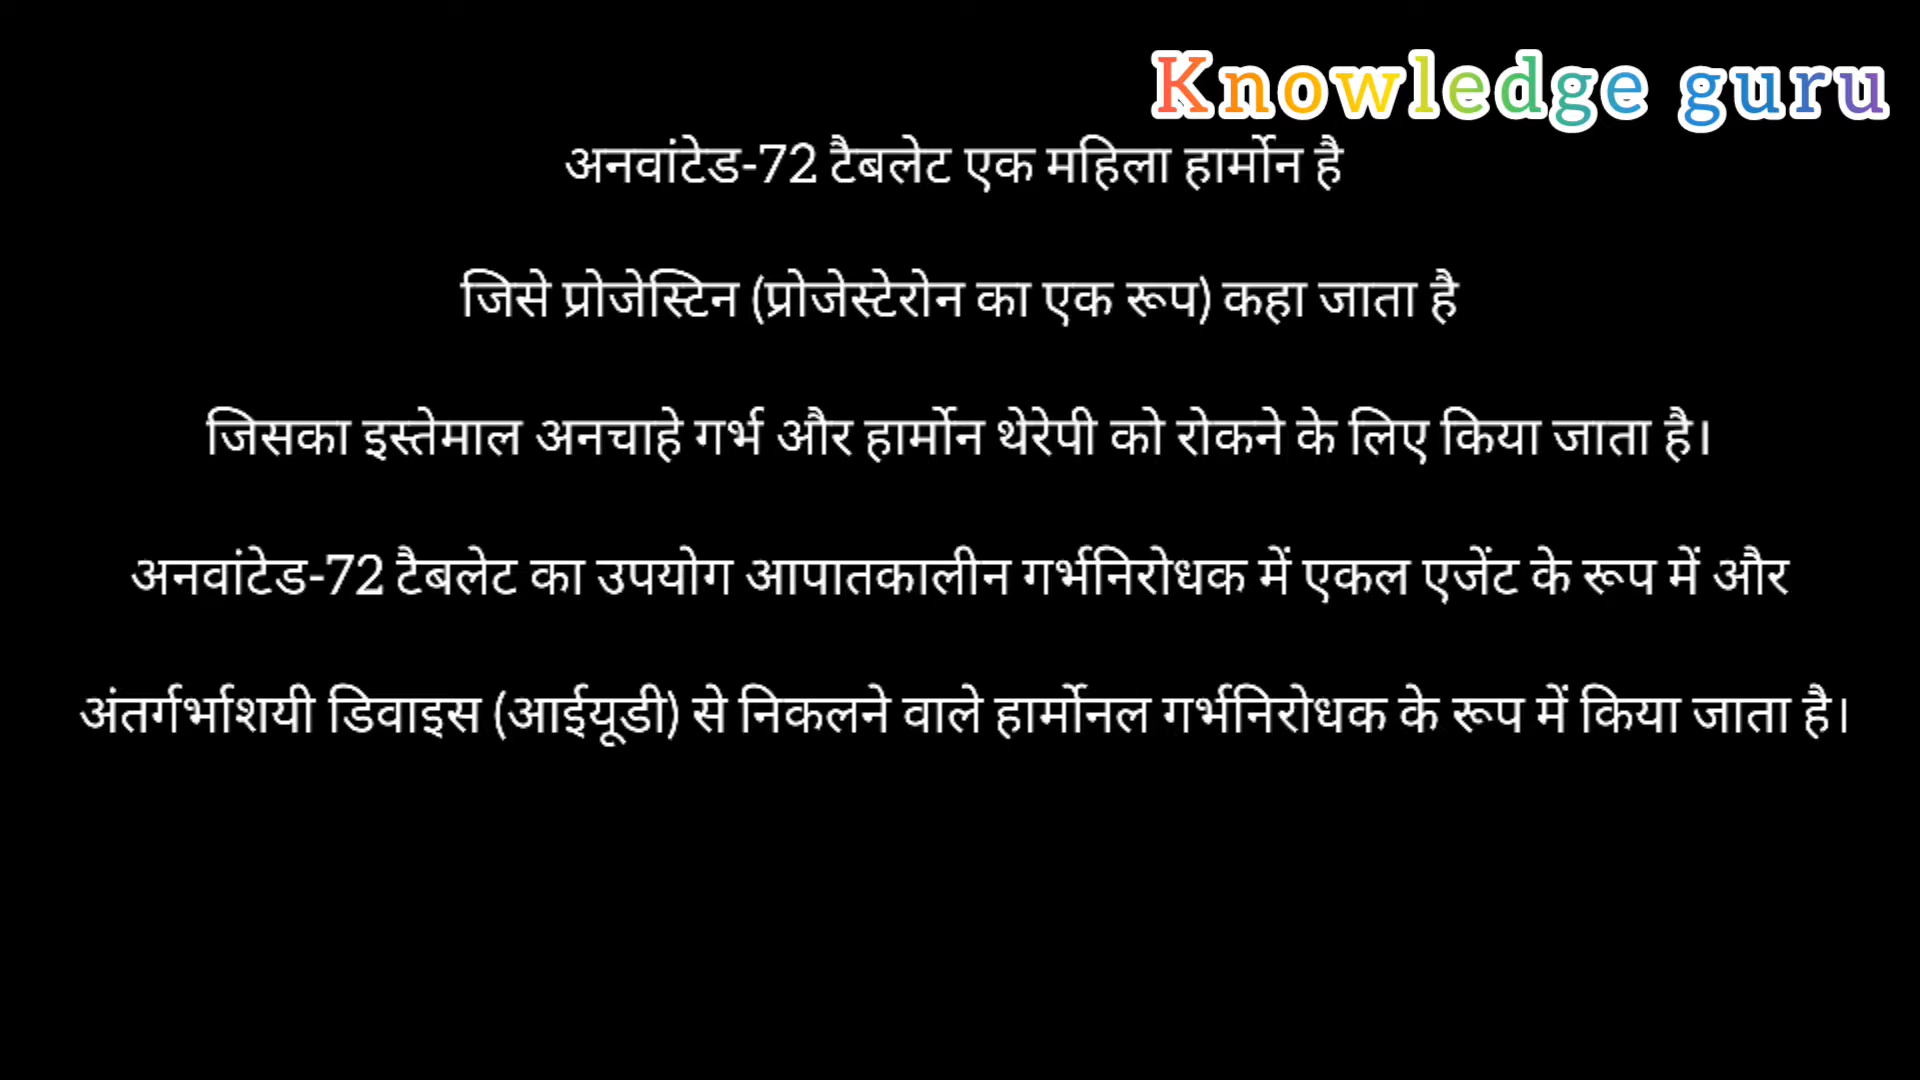 Knowledge guru
अनवांटेड-72 टैबलेट एक महिला हार्मोन है
जिसे प्रोजेस्टिन (प्रोजेस्टेरोन का एक रूप) कहा जाता है
जिसका इस्तेमाल अनचाहे गर्भ और हार्मोन थेरेपी को रोकने के लिए किया जाता है।
अनवांटेड-72 टैबलेट का उपयोग आपातकालीन गर्भनिरोधक में एकल एजेंट के रूप में और
अंतर्गर्भाशयी डिवाइस (आईयूडी) से निकलने वाले हार्मोनल गर्भनिरोधक के रूप में किया जाता है।